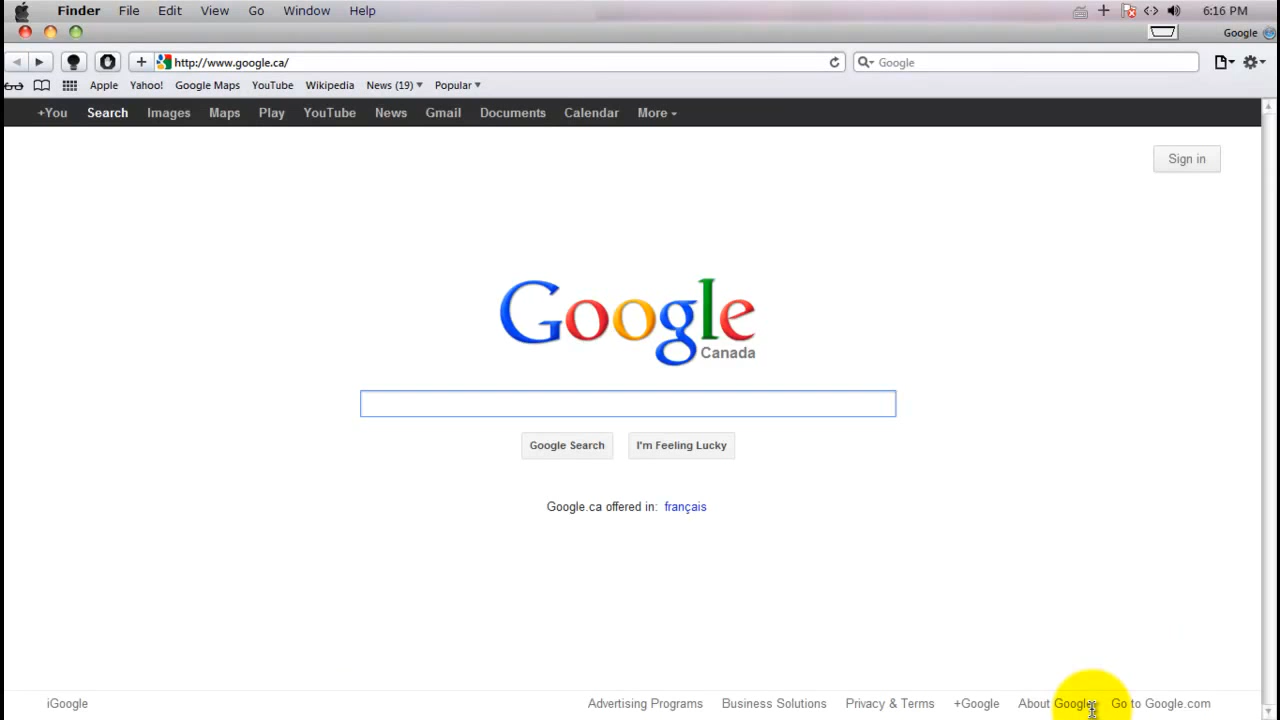 Finder File Edit View Go Window Help 6:16 PM
Google
http://www.google.ca/ Google
Apple Yahoo! Google Maps YouTube Wikipedia News (19) Popular
+You Search Images Maps Play YouTube News Gmail Documents Calendar More
Sign in
Google
Canada
Google Search I'm Feeling Lucky
Google.ca offered in: français
iGoogle Advertising Programs Business Solutions Privacy & Terms +Google About Google Go to Google.com